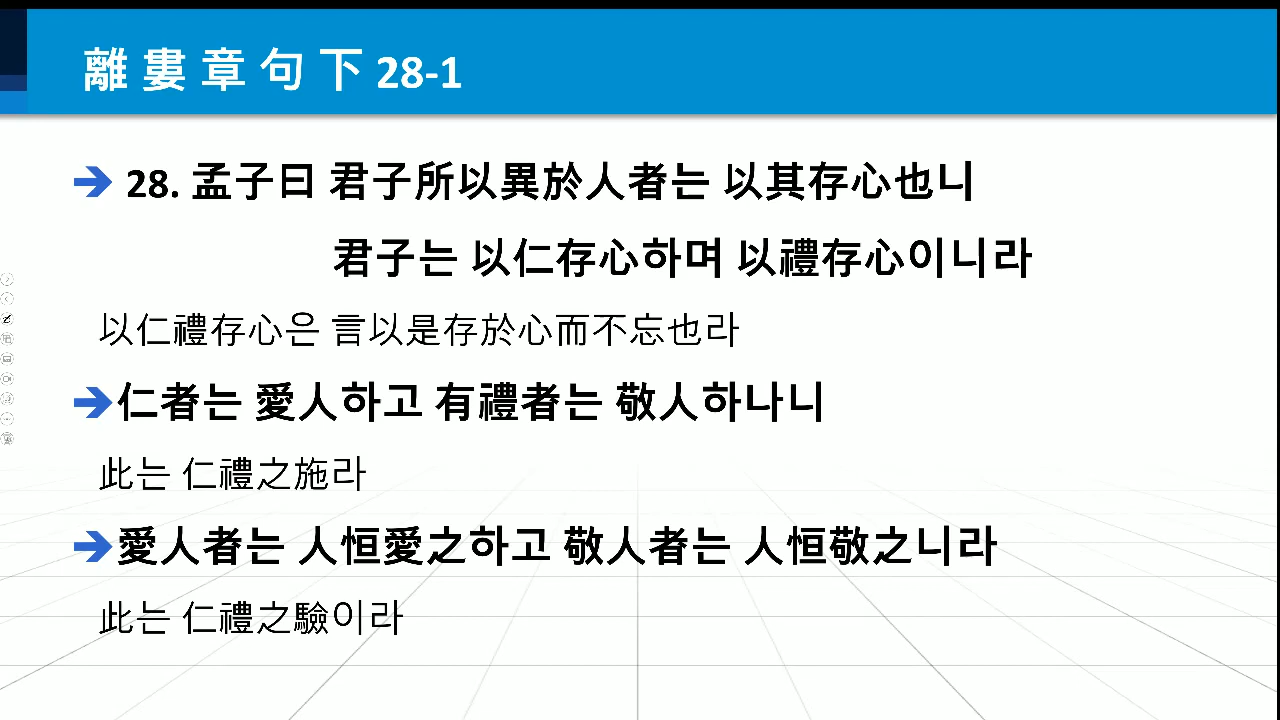 離婁章句下 28-1
28. 孟子曰 君子所以異於人者는 以其存心也니
君子는 以仁存心하며 以禮存心이니라
以仁禮存心은 言以是存於心而不忘也라
仁者는 愛人하고 有禮者는 敬人하나니
此는 仁禮之施라
愛人者는 人恒愛之하고 敬人者는 人恒敬之니라
此는 仁禮之驗이라